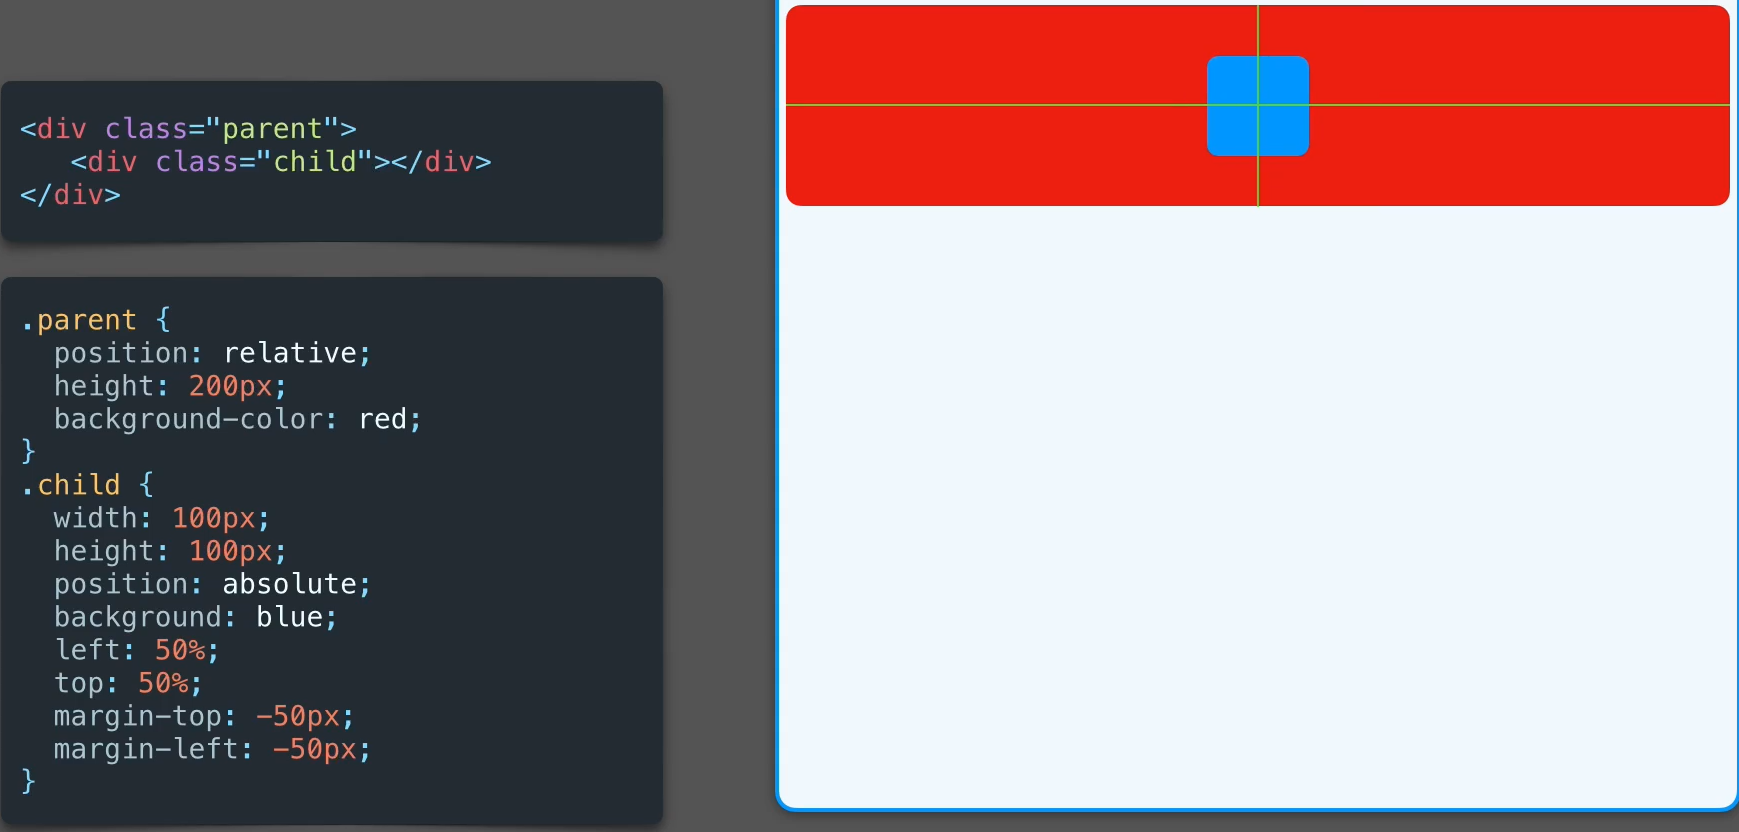 <div class="parent">
   <div class="child"></div>
</div>
.parent {
  position: relative;
  height: 200px;
  background-color: red;
}
.child {
  width: 100px;
  height: 100px;
  position: absolute;
  background: blue;
  left: 50%;
  top: 50%;
  margin-top: -50px;
  margin-left: -50px;
}